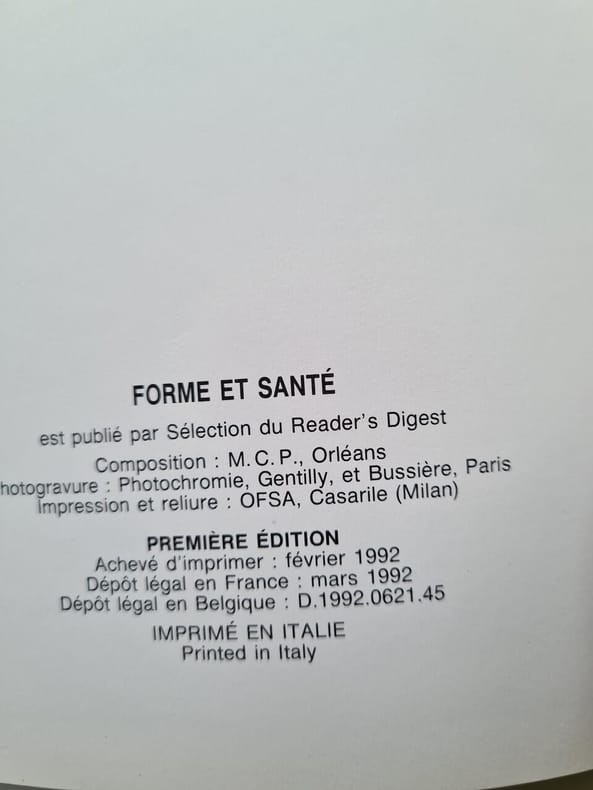 FORME ET SANTÉ
est publié par Sélection du Reader's Digest
Composition : M.C.P., Orléans
hotogravure : Photochromie, Gentilly, et Bussière, Paris
Impression et reliure : OFSA, Casarile (Milan)
PREMIÈRE ÉDITION
Achevé d'imprimer : février 1992
Dépôt légal en France : mars 1992
Dépôt légal en Belgique : D.1992.0621.45
IMPRIMÉ EN ITALIE
Printed in Italy